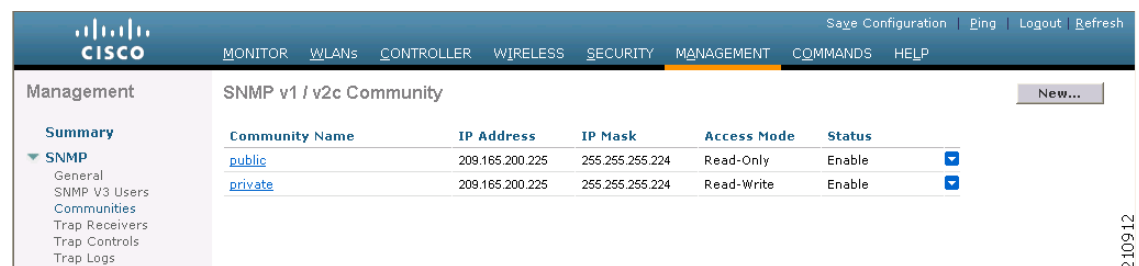 Save Configuration | Ping | Logout | Refresh
CISCO
MONITOR WLANs CONTROLLER WIRELESS SECURITY MANAGEMENT COMMANDS HELP
Management
SNMP v1 / v2c Community
New...
Summary
SNMP
General
SNMP V3 Users
Communities
Trap Receivers
Trap Controls
Trap Logs
Community Name IP Address IP Mask Access Mode Status
public 209.165.200.225 255.255.255.224 Read-Only Enable
private 209.165.200.225 255.255.255.224 Read-Write Enable
210912